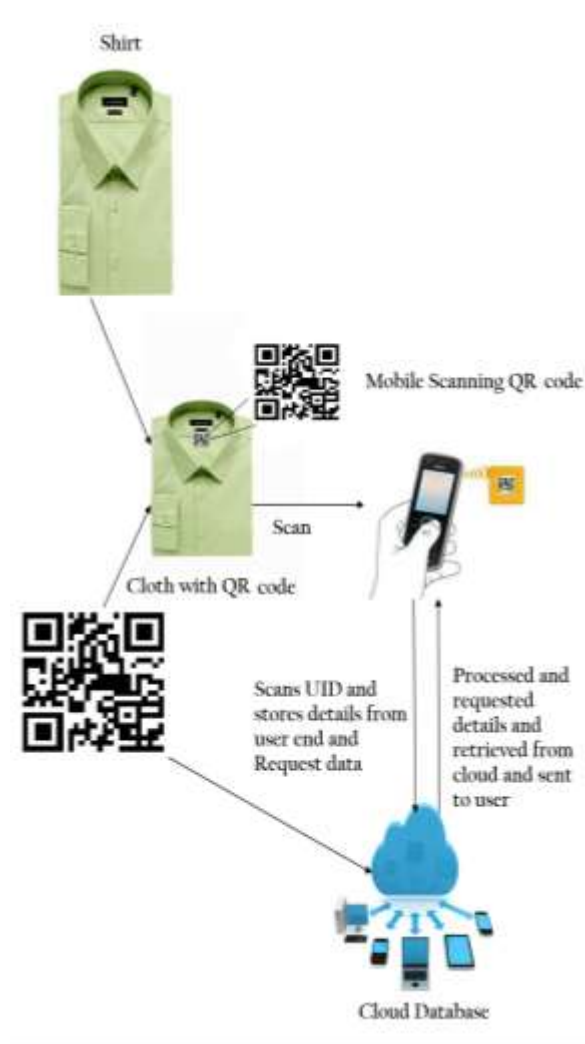 Shirt
Mobile Scanning QR code
Scan
Cloth with QR code
Scans UID and
stores details from
user end and
Request data
Processed and
requested
details and
retrieved from
cloud and sent
to user
Cloud Database